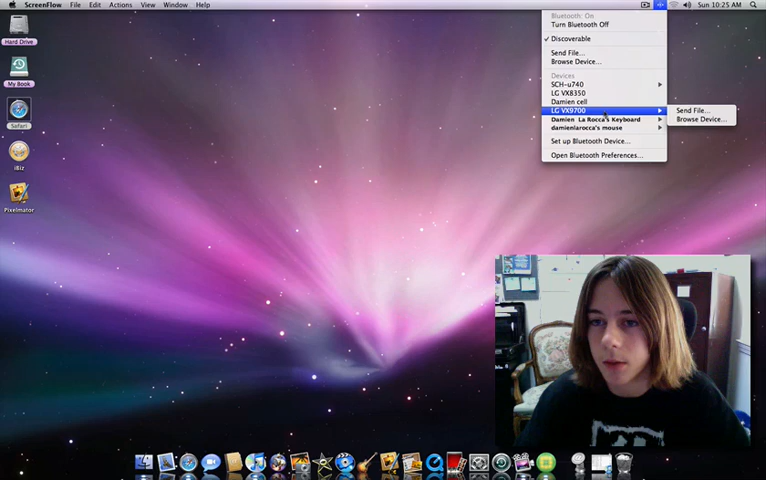 ScreenFlow File Edit Actions View Window Help Sun 10:25 AM
Bluetooth: On
Turn Bluetooth Off
Discoverable
Send File...
Browse Device...
Devices
SCH-u740
LG VX8350
Damien cell
LG VX9700
Send File...
Browse Device...
Damien La Rocca's Keyboard
damienlarocca's mouse
Set up Bluetooth Device...
Open Bluetooth Preferences...
Hard Drive
My Book
Safari
iBiz
Pixelmator